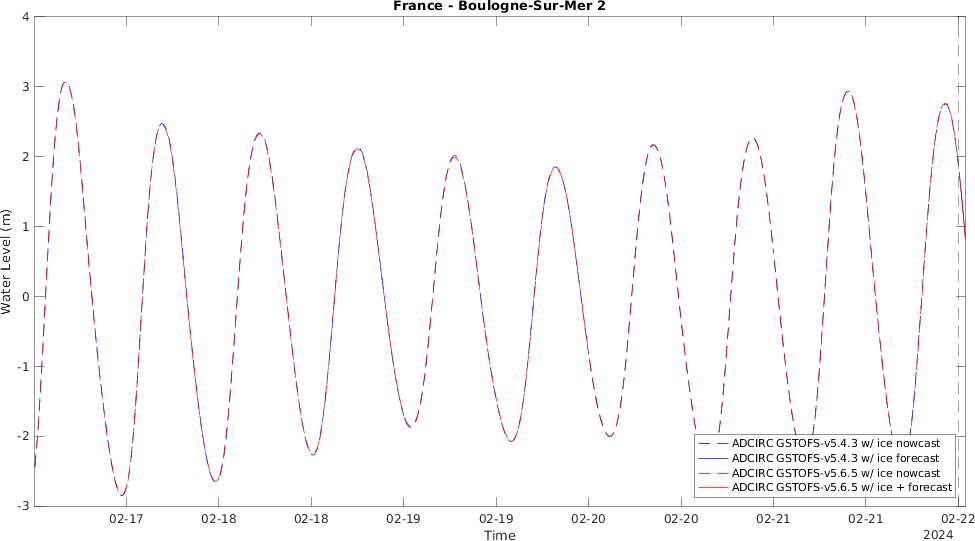 France - Boulogne-Sur-Mer 2
4
3
2
1
0
-1
-2
-3
Water Level (m)
ADCIRC GSTOFS-v5.4.3 w/ ice nowcast
ADCIRC GSTOFS-v5.4.3 w/ ice forecast
ADCIRC GSTOFS-v5.6.5 w/ ice nowcast
ADCIRC GSTOFS-v5.6.5 w/ ice + forecast
02-17 02-18 02-18 02-19 02-19 02-20 02-20 02-21 02-21 02-22
2024
Time